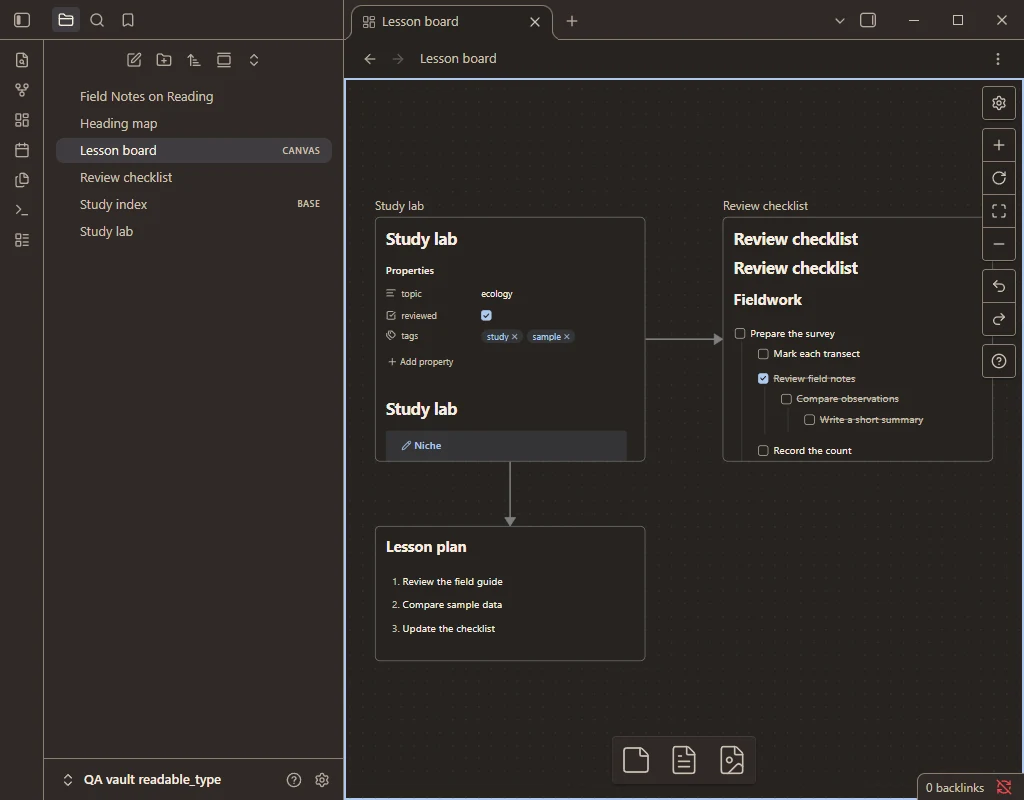 Lesson board
Lesson board
Field Notes on Reading
Heading map
Lesson board CANVAS
Review checklist
Study index BASE
Study lab
Study lab
Study lab
Properties
topic ecology
reviewed
tags study sample
Add property
Study lab
Niche
Review checklist
Review checklist
Review checklist
Fieldwork
Prepare the survey
Mark each transect
Review field notes
Compare observations
Write a short summary
Record the count
Lesson plan
1. Review the field guide
2. Compare sample data
3. Update the checklist
QA vault readable_type
0 backlinks